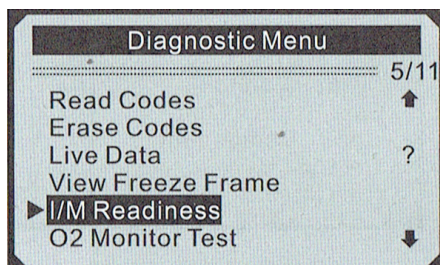 Diagnostic Menu
5/11
Read Codes
Erase Codes
Live Data ?
View Freeze Frame
I/M Readiness
O2 Monitor Test